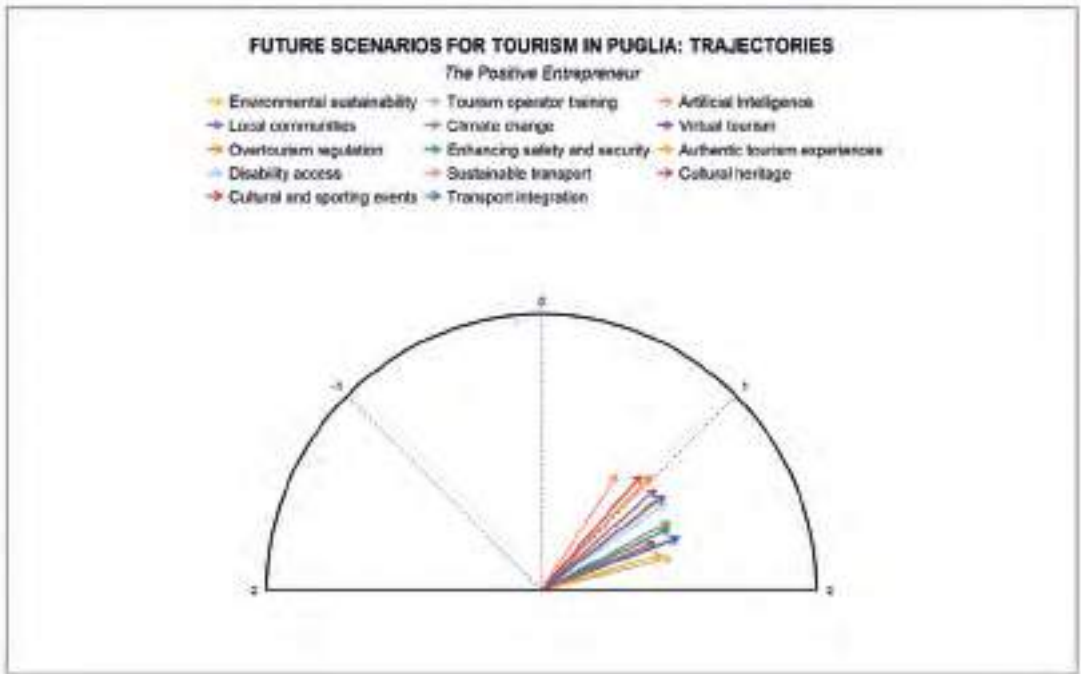 FUTURE SCENARIOS FOR TOURISM IN PUGLIA: TRAJECTORIES
The Positive Entrepreneur
Environmental sustainability Tourism operator training Artificial Intelligence
Local communities Climate change Virtual tourism
Overtourism regulation Enhancing safety and security Authentic tourism experiences
Disability access Sustainable transport Cultural heritage
Cultural and sporting events Transport integration
0
-1 1
-2 2